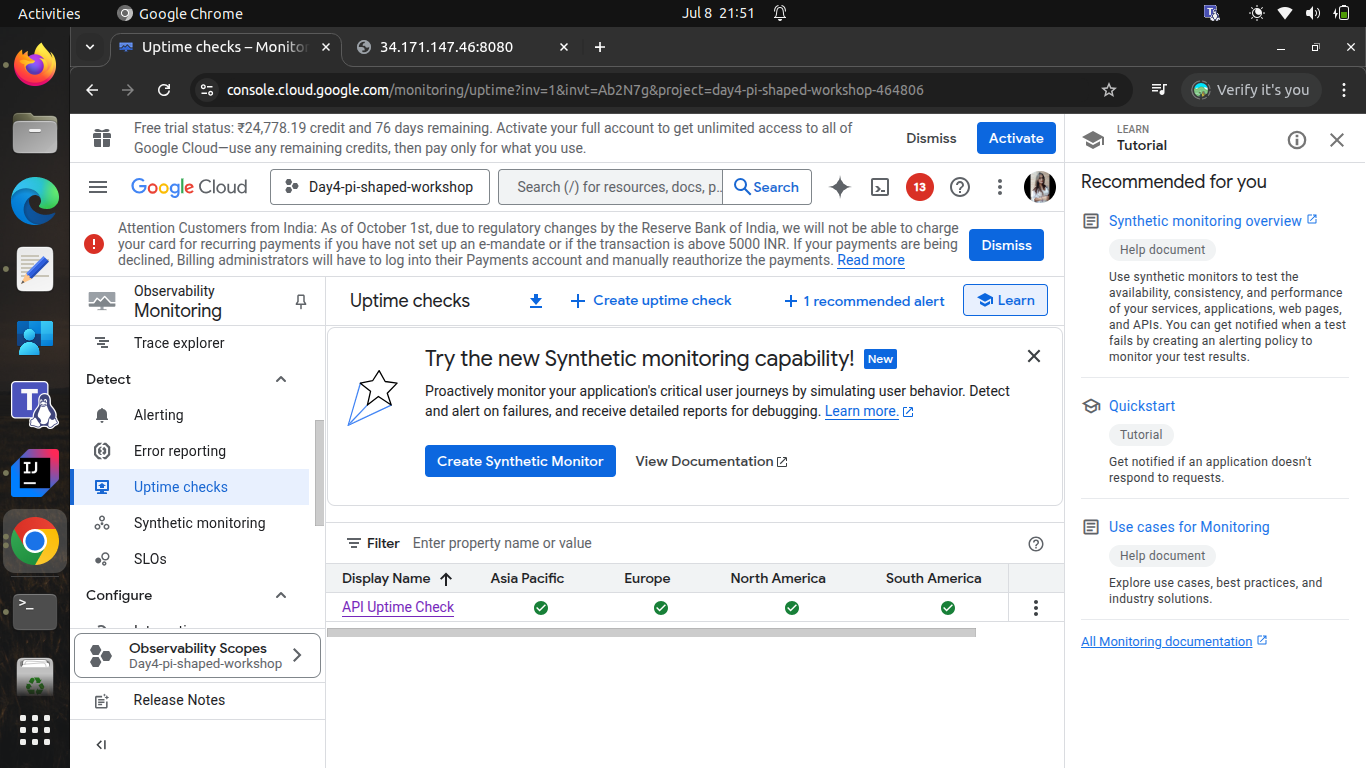 Activities
Google Chrome
Jul 8 21:51
Uptime checks – Monitor
34.171.147.46:8080
console.cloud.google.com/monitoring/uptime?inv=1&invt=Ab2N7g&project=day4-pi-shaped-workshop-464806
Verify it's you
Free trial status: ₹24,778.19 credit and 76 days remaining. Activate your full account to get unlimited access to all of
Google Cloud—use any remaining credits, then pay only for what you use.
Dismiss
Activate
Google Cloud
Day4-pi-shaped-workshop
Search (/) for resources, docs, p..
Search
13
Attention Customers from India: As of October 1st, due to regulatory changes by the Reserve Bank of India, we will not be able to charge
your card for recurring payments if you have not set up an e-mandate or if the transaction is above 5000 INR. If your payments are being
declined, Billing administrators will have to log into their Payments account and manually reauthorize the payments. Read more
Dismiss
Observability
Monitoring
Trace explorer
Detect
Alerting
Error reporting
Uptime checks
Synthetic monitoring
SLOs
Configure
Observability Scopes
Day4-pi-shaped-workshop
Release Notes
Uptime checks
Create uptime check
1 recommended alert
Learn
Try the new Synthetic monitoring capability!
New
Proactively monitor your application's critical user journeys by simulating user behavior. Detect
and alert on failures, and receive detailed reports for debugging. Learn more.
Create Synthetic Monitor
View Documentation
Filter
Enter property name or value
Display Name
Asia Pacific
Europe
North America
South America
API Uptime Check
LEARN
Tutorial
Recommended for you
Synthetic monitoring overview
Help document
Use synthetic monitors to test the
availability, consistency, and performance
of your services, applications, web pages,
and APIs. You can get notified when a test
fails by creating an alerting policy to
monitor your test results.
Quickstart
Tutorial
Get notified if an application doesn't
respond to requests.
Use cases for Monitoring
Help document
Explore use cases, best practices, and
industry solutions.
All Monitoring documentation